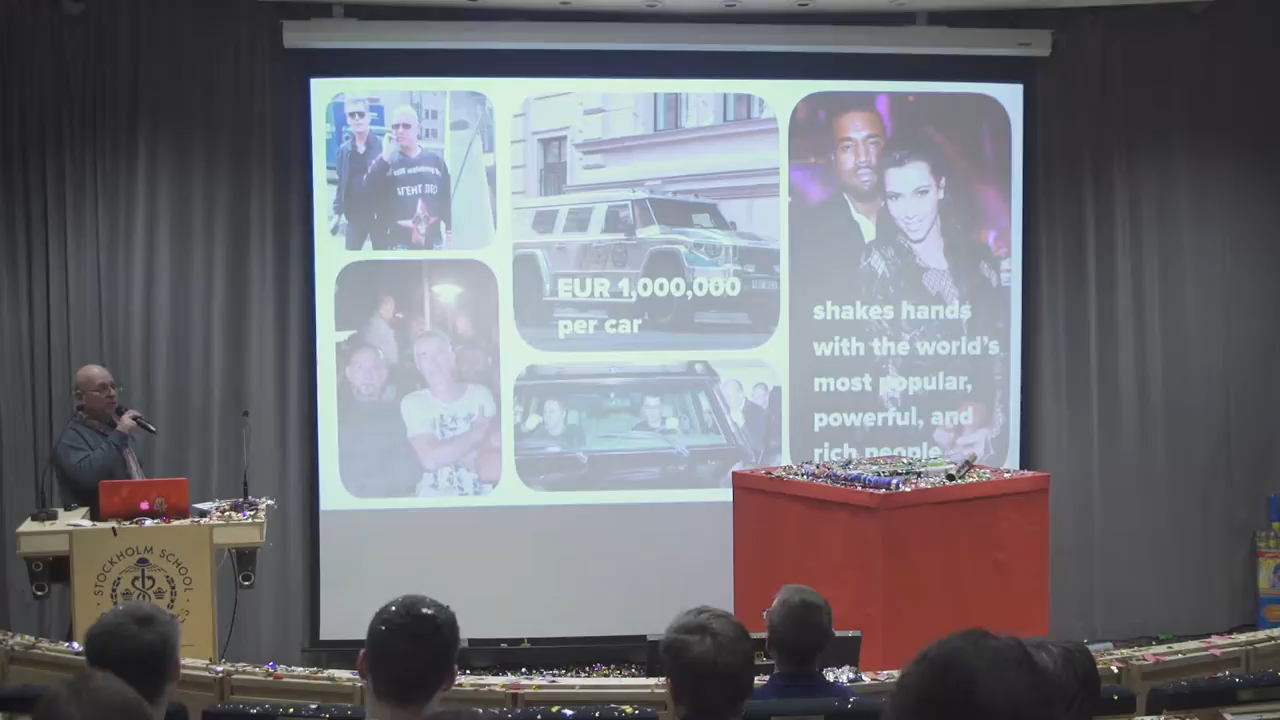 АГЕНТ
EUR 1,000,000
per car
shakes hands
with the world's
most popular,
powerful, and
rich people
STOCKHOLM SCHOOL